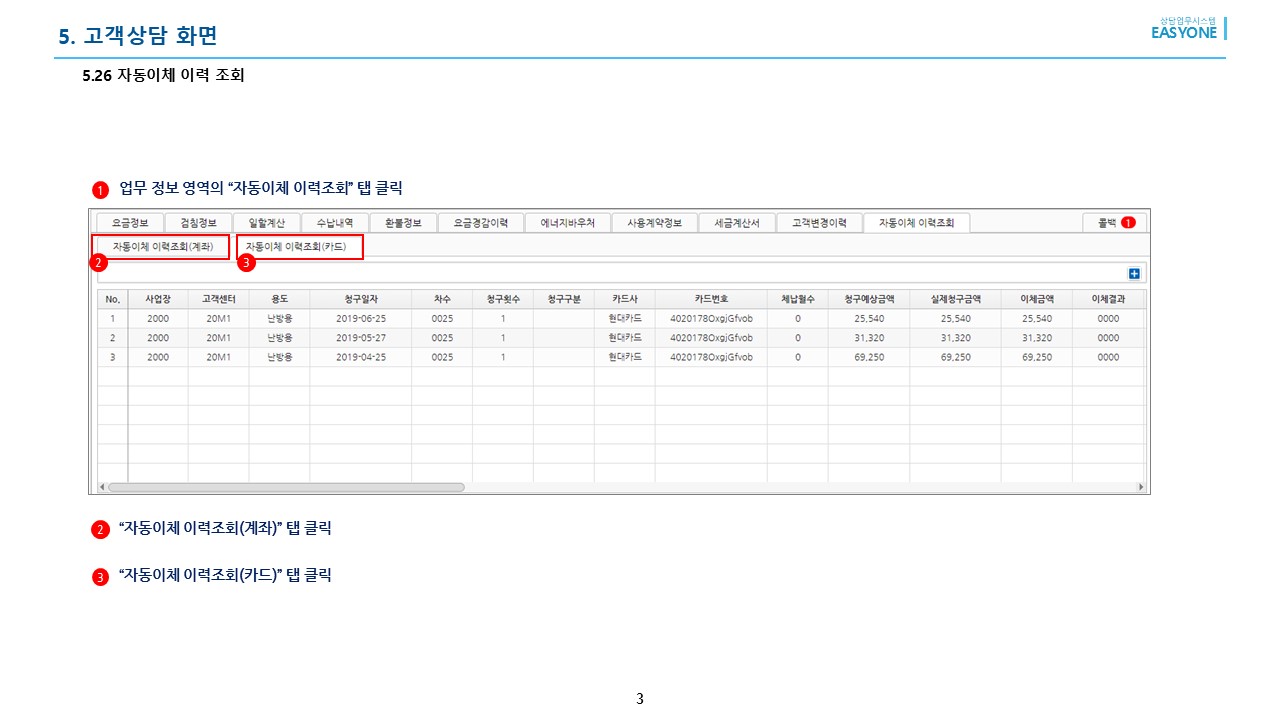 5. 고객상담 화면
상담업무시스템
EASYONE
5.26 자동이체 이력 조회
1 업무 정보 영역의 “자동이체 이력조회” 탭 클릭
요금정보 검침정보 일할계산 수납내역 환불정보 요금경감이력 에너지바우처 사용계약정보 세금계산서 고객변경이력 자동이체 이력조회 콜백 1
자동이체 이력조회(계좌) 자동이체 이력조회(카드)
2 3
No. 사업장 고객센터 용도 청구일자 차수 청구횟수 청구구분 카드사 카드번호 체납월수 청구예상금액 실제청구금액 이체금액 이체결과
1 2000 20M1 난방용 2019-06-25 0025 1 현대카드 4020178OxgjGfvob 0 25,540 25,540 25,540 0000
2 2000 20M1 난방용 2019-05-27 0025 1 현대카드 4020178OxgjGfvob 0 31,320 31,320 31,320 0000
3 2000 20M1 난방용 2019-04-25 0025 1 현대카드 4020178OxgjGfvob 0 69,250 69,250 69,250 0000
2 “자동이체 이력조회(계좌)” 탭 클릭
3 “자동이체 이력조회(카드)” 탭 클릭
3